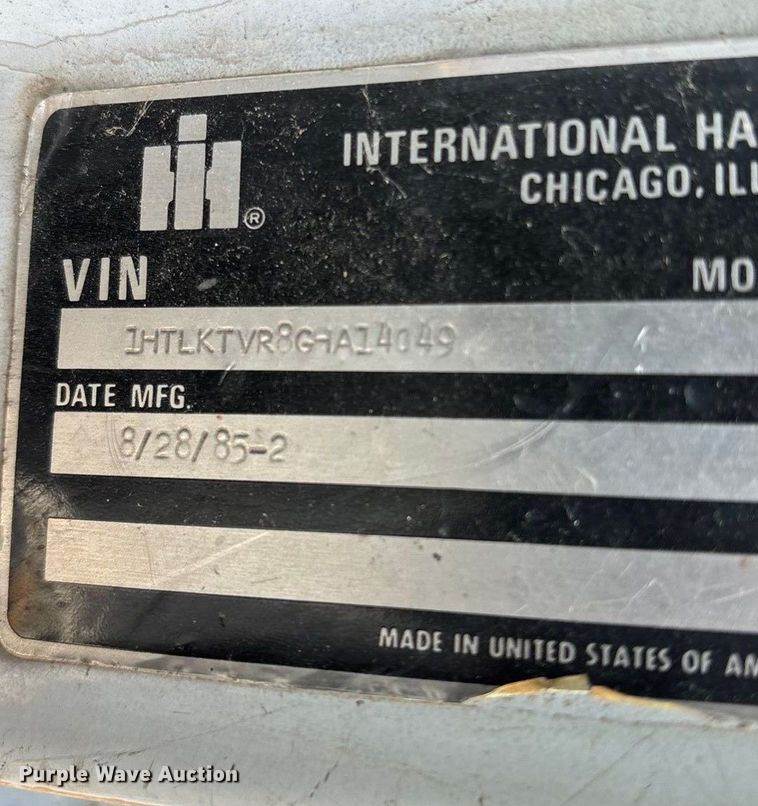 INTERNATIONAL HA
CHICAGO, ILL
IH®
VIN
MO
1HTLKTVR8GHA14049
DATE MFG.
8/28/85-2
MADE IN UNITED STATES OF AM
Purple Wave Auction